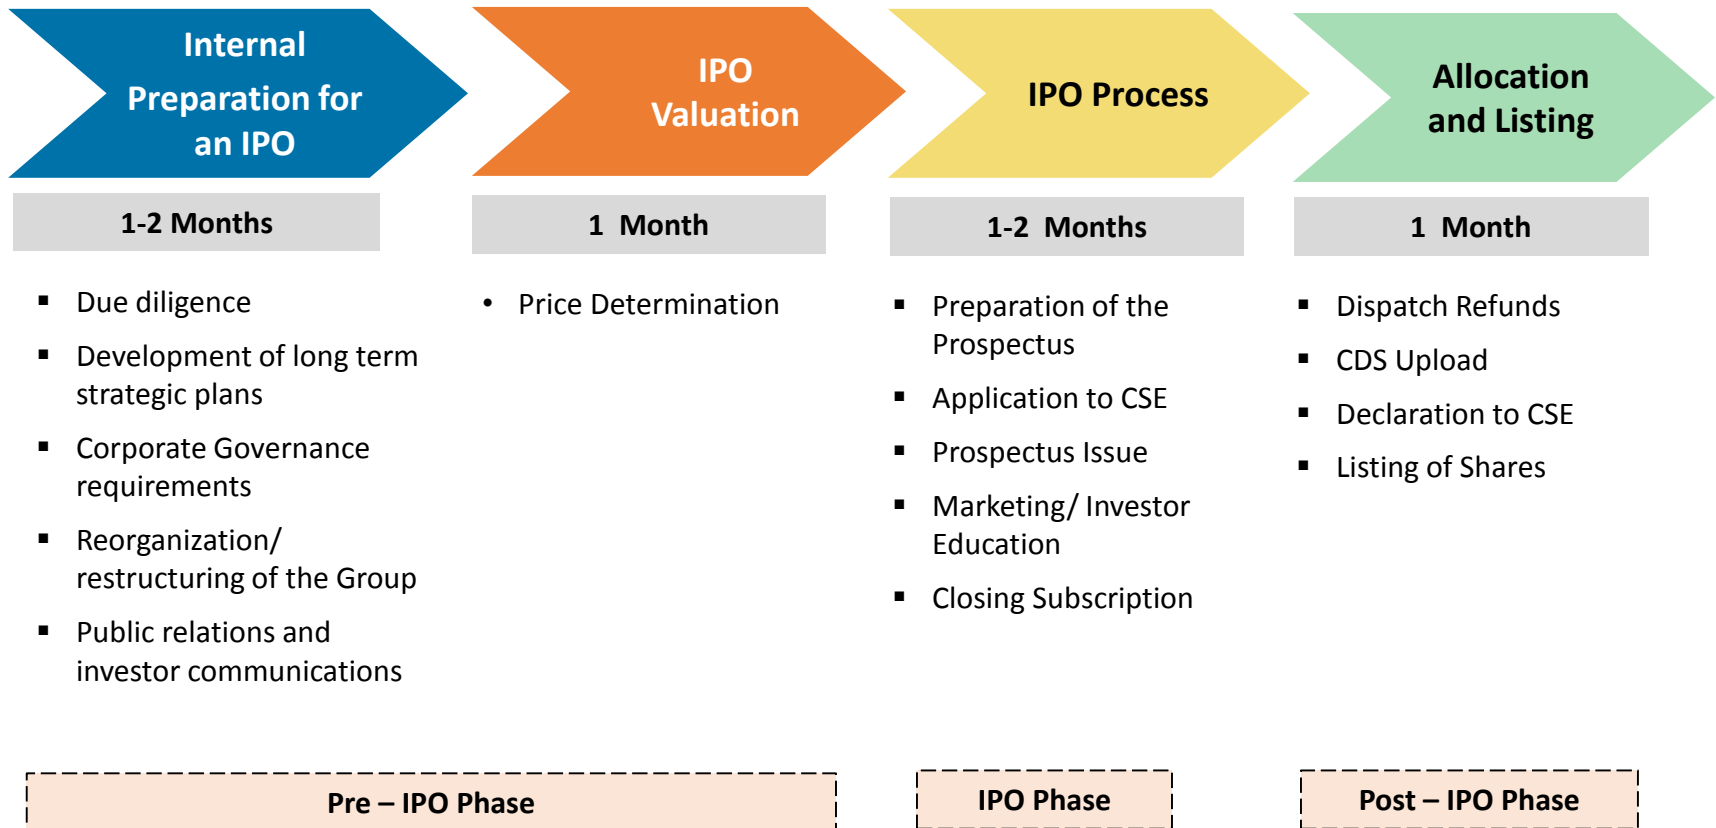 Internal
Preparation for
an IPO
1-2 Months
▪ Due diligence
▪ Development of long term
strategic plans
▪ Corporate Governance
requirements
▪ Reorganization/
restructuring of the Group
▪ Public relations and
investor communications
IPO
Valuation
1 Month
• Price Determination
IPO Process
1-2 Months
▪ Preparation of the
Prospectus
▪ Application to CSE
▪ Prospectus Issue
▪ Marketing/ Investor
Education
▪ Closing Subscription
Allocation
and Listing
1 Month
▪ Dispatch Refunds
▪ CDS Upload
▪ Declaration to CSE
▪ Listing of Shares
Pre – IPO Phase
IPO Phase
Post – IPO Phase